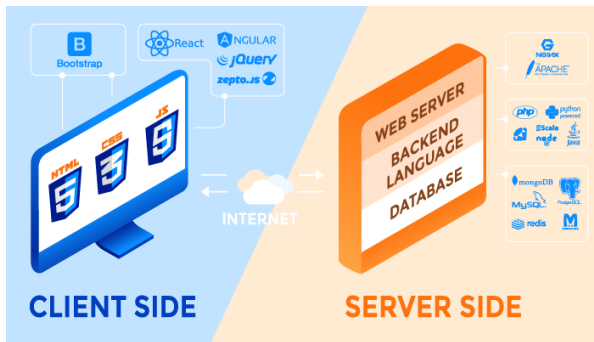 Bootstrap
React
ANGULAR
jQuery
zepto.js
HTML
CSS
JS
INTERNET
CLIENT SIDE
WEB SERVER
BACKEND
LANGUAGE
DATABASE
NGINX
APACHE
php
python
powered
Scala
node
java
mongoDB
MySQL
PostgreSQL
redis
SERVER SIDE